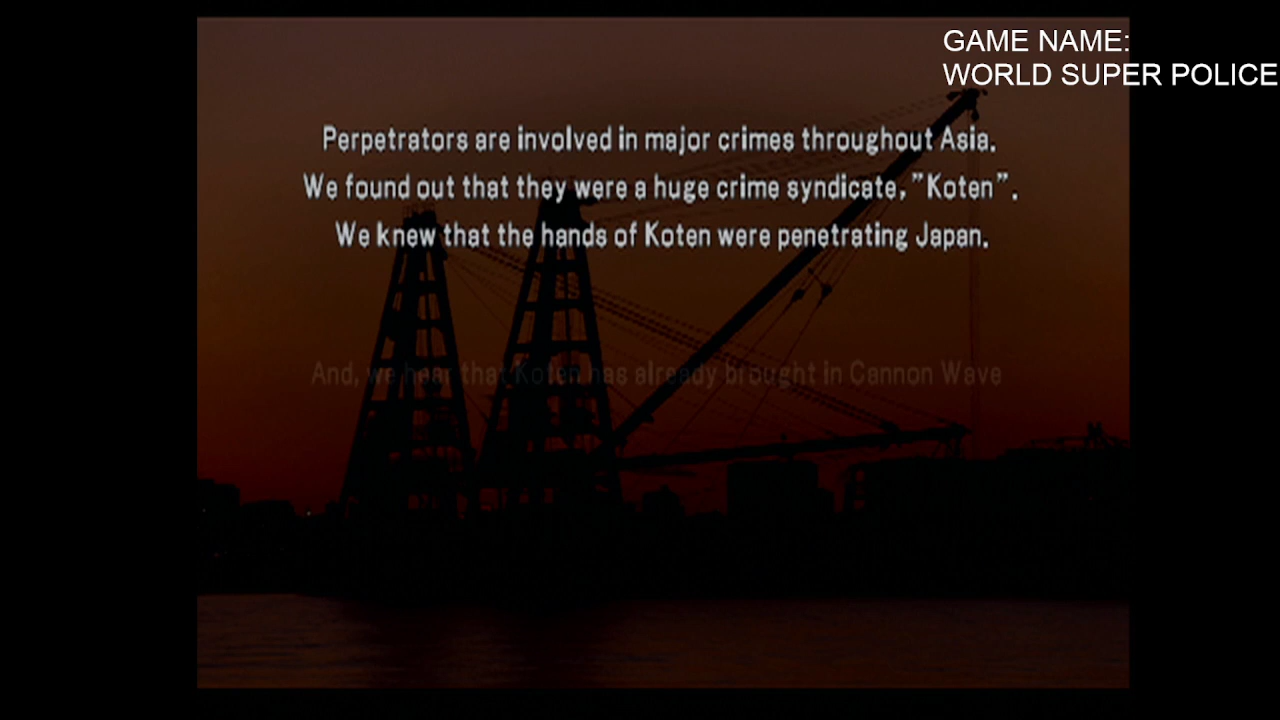 GAME NAME:
WORLD SUPER POLICE
Perpetrators are involved in major crimes throughout Asia.
We found out that they were a huge crime syndicate, "Koten".
We knew that the hands of Koten were penetrating Japan.
And, we hear that Koten has already brought in Cannon Wave